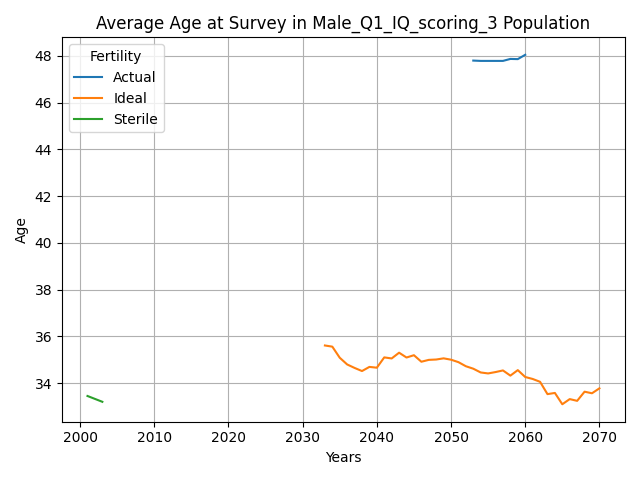 Average Age at Survey in Male_Q1_IQ_scoring_3 Population
Fertility
Actual
Ideal
Sterile
48
46
44
42
40
38
36
34
Age
2000 2010 2020 2030 2040 2050 2060 2070
Years